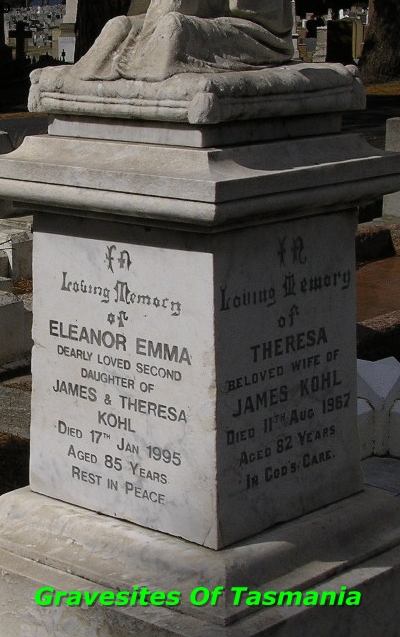 In
Loving Memory
of
ELEANOR EMMA
DEARLY LOVED SECOND
DAUGHTER OF
JAMES & THERESA
KOHL
DIED 17TH JAN 1995
AGED 85 YEARS
REST IN PEACE
In
Loving Memory
of
THERESA
BELOVED WIFE OF
JAMES KOHL
DIED 11TH AUG 1967
AGED 82 YEARS
IN GOD'S CARE.
Gravesites Of Tasmania